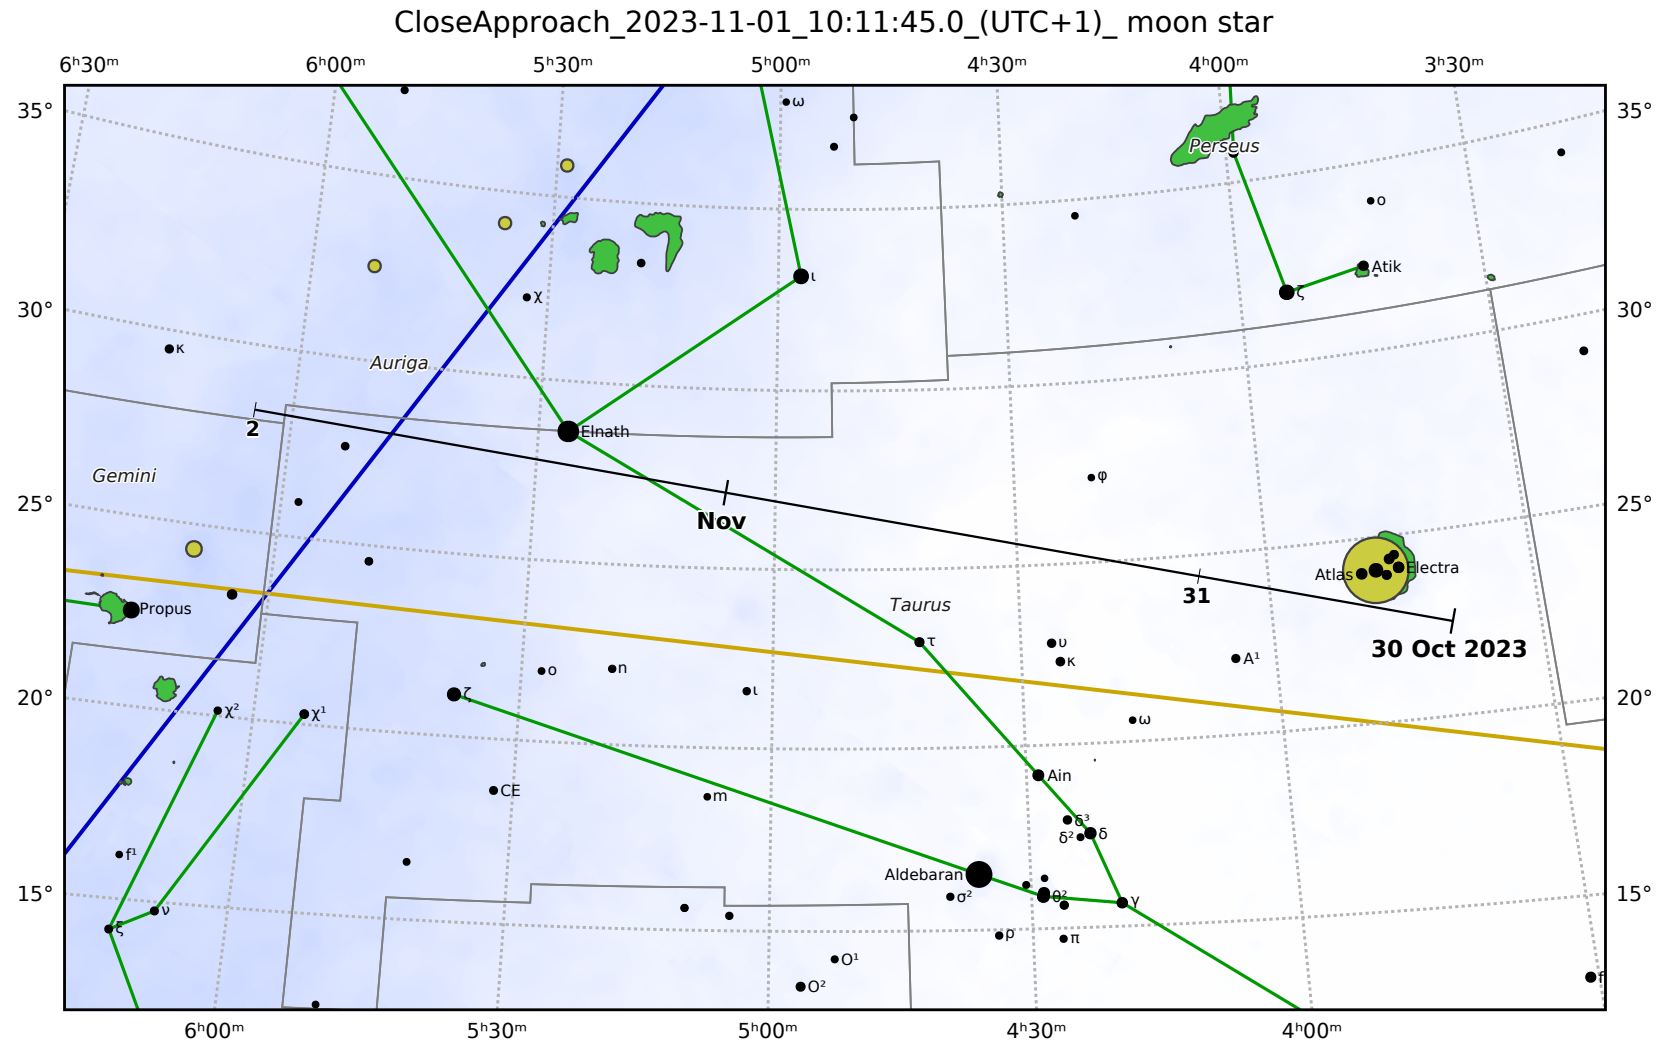 CloseApproach_2023-11-01_10:11:45.0_(UTC+1)_ moon star
6ʰ30ᵐ 6ʰ00ᵐ 5ʰ30ᵐ 5ʰ00ᵐ 4ʰ30ᵐ 4ʰ00ᵐ 3ʰ30ᵐ
35° ω 35°
Perseus
ο
Atik
ι
χ ζ
30° 30°
κ
Auriga
2 Elnath
Gemini φ
25° 25°
Nov
Atlas Electra
31
Propus Taurus
τ υ 30 Oct 2023
ο n κ A¹
20° ζ ι 20°
χ² χ¹ ω
Ain
CE m
δ³
δ² δ
f¹
Aldebaran
15° σ² θ² γ 15°
ν
ξ ρ π
O¹
f
O²
6ʰ00ᵐ 5ʰ30ᵐ 5ʰ00ᵐ 4ʰ30ᵐ 4ʰ00ᵐ